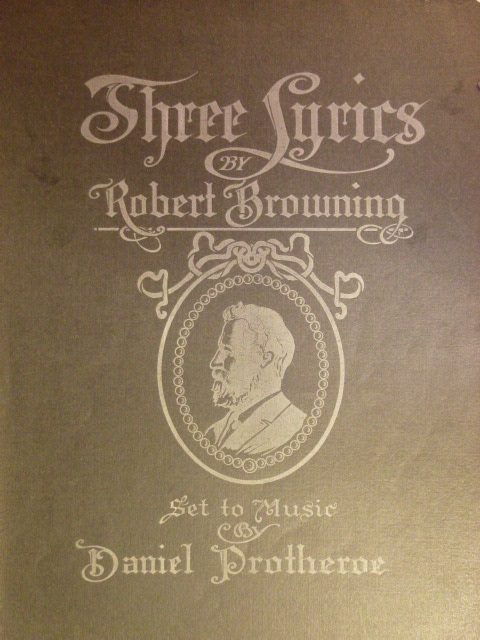 Three Lyrics
BY
Robert Browning
Set to Music
By
Daniel Protheroe